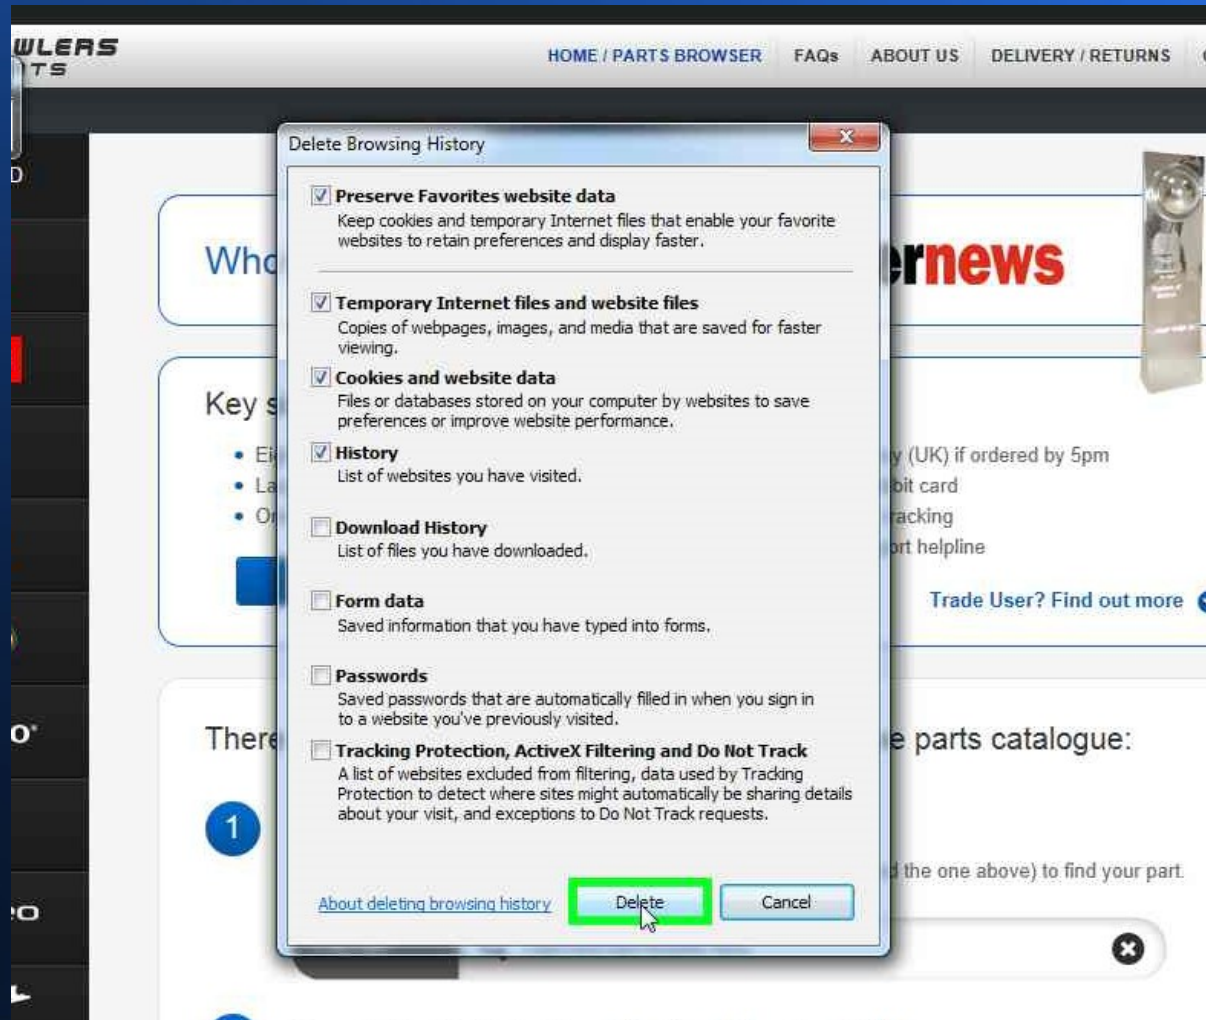 WLERS
TS
HOME / PARTS BROWSER FAQs ABOUT US DELIVERY / RETURNS
D
Delete Browsing History
Preserve Favorites website data
Keep cookies and temporary Internet files that enable your favorite
websites to retain preferences and display faster.
Who
ernews
Temporary Internet files and website files
Copies of webpages, images, and media that are saved for faster
viewing.
Cookies and website data
Files or databases stored on your computer by websites to save
preferences or improve website performance.
Key s
History
List of websites you have visited.
• Ei
y (UK) if ordered by 5pm
• La
bit card
• Or
racking
Download History
List of files you have downloaded.
ort helpline
Form data
Saved information that you have typed into forms.
Trade User? Find out more
Passwords
Saved passwords that are automatically filled in when you sign in
to a website you've previously visited.
There
e parts catalogue:
O
Tracking Protection, ActiveX Filtering and Do Not Track
A list of websites excluded from filtering, data used by Tracking
Protection to detect where sites might automatically be sharing details
about your visit, and exceptions to Do Not Track requests.
1
d the one above) to find your part.
About deleting browsing history Delete Cancel